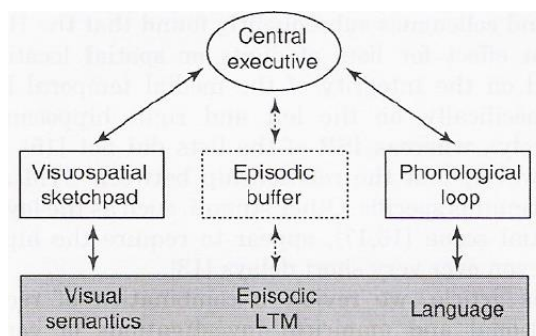 Central
executive
Visuospatial
sketchpad
Episodic
buffer
Phonological
loop
Visual
semantics
Episodic
LTM
Language